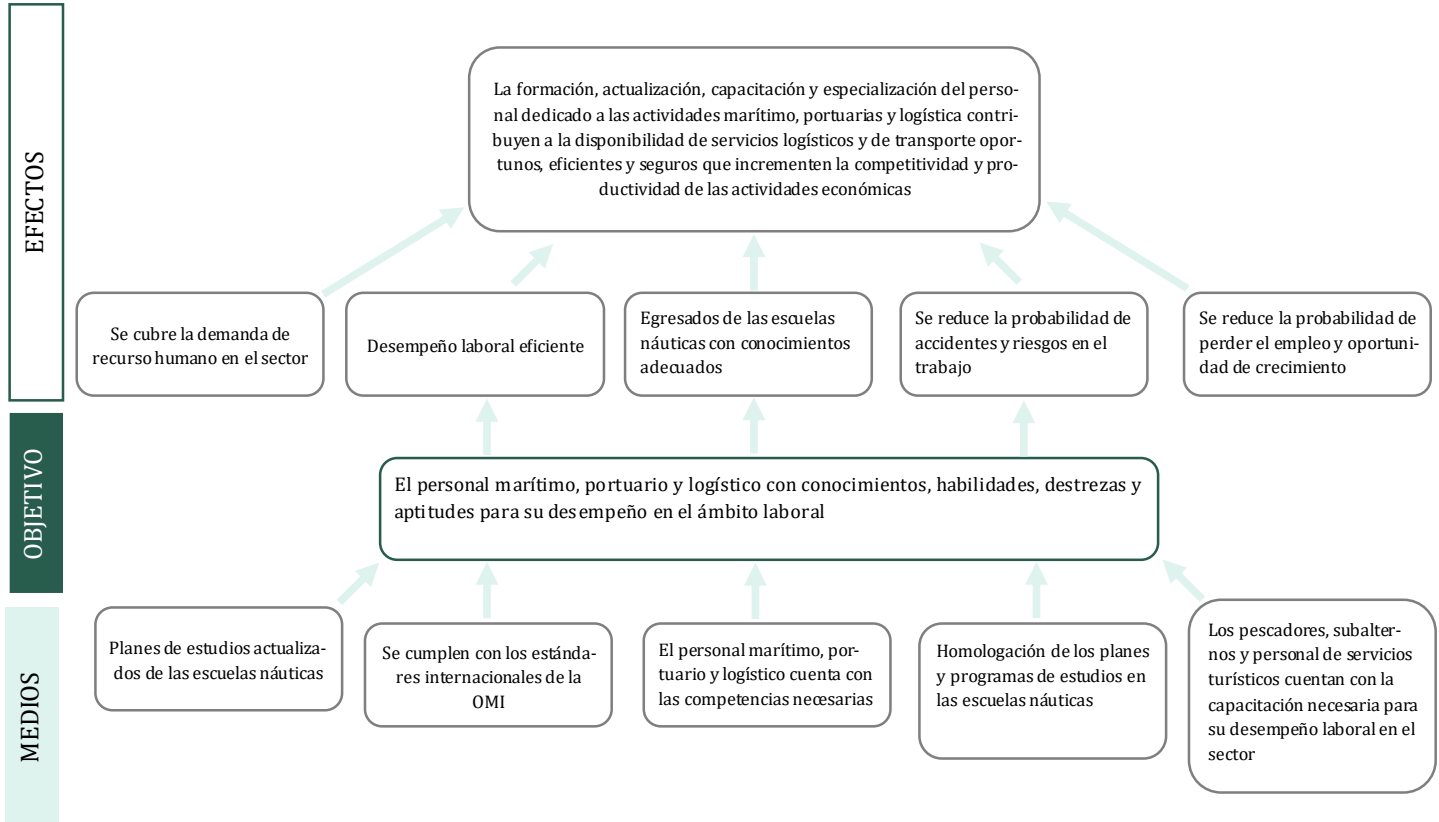 EFECTOS
La formación, actualización, capacitación y especialización del perso-
nal dedicado a las actividades marítimo, portuarias y logística contri-
buyen a la disponibilidad de servicios logísticos y de transporte opor-
tunos, eficientes y seguros que incrementen la competitividad y pro-
ductividad de las actividades económicas
Se cubre la demanda de
recurso humano en el sector
Desempeño laboral eficiente
Egresados de las escuelas
náuticas con conocimientos
adecuados
Se reduce la probabilidad de
accidentes y riesgos en el
trabajo
Se reduce la probabilidad de
perder el empleo y oportuni-
dad de crecimiento
OBJETIVO
El personal marítimo, portuario y logístico con conocimientos, habilidades, destrezas y
aptitudes para su desempeño en el ámbito laboral
MEDIOS
Planes de estudios actualiza-
dos de las escuelas náuticas
Se cumplen con los estánda-
res internacionales de la
OMI
El personal marítimo, por-
tuario y logístico cuenta con
las competencias necesarias
Homologación de los planes
y programas de estudios en
las escuelas náuticas
Los pescadores, subalter-
nos y personal de servicios
turísticos cuentan con la
capacitación necesaria para
su desempeño laboral en el
sector